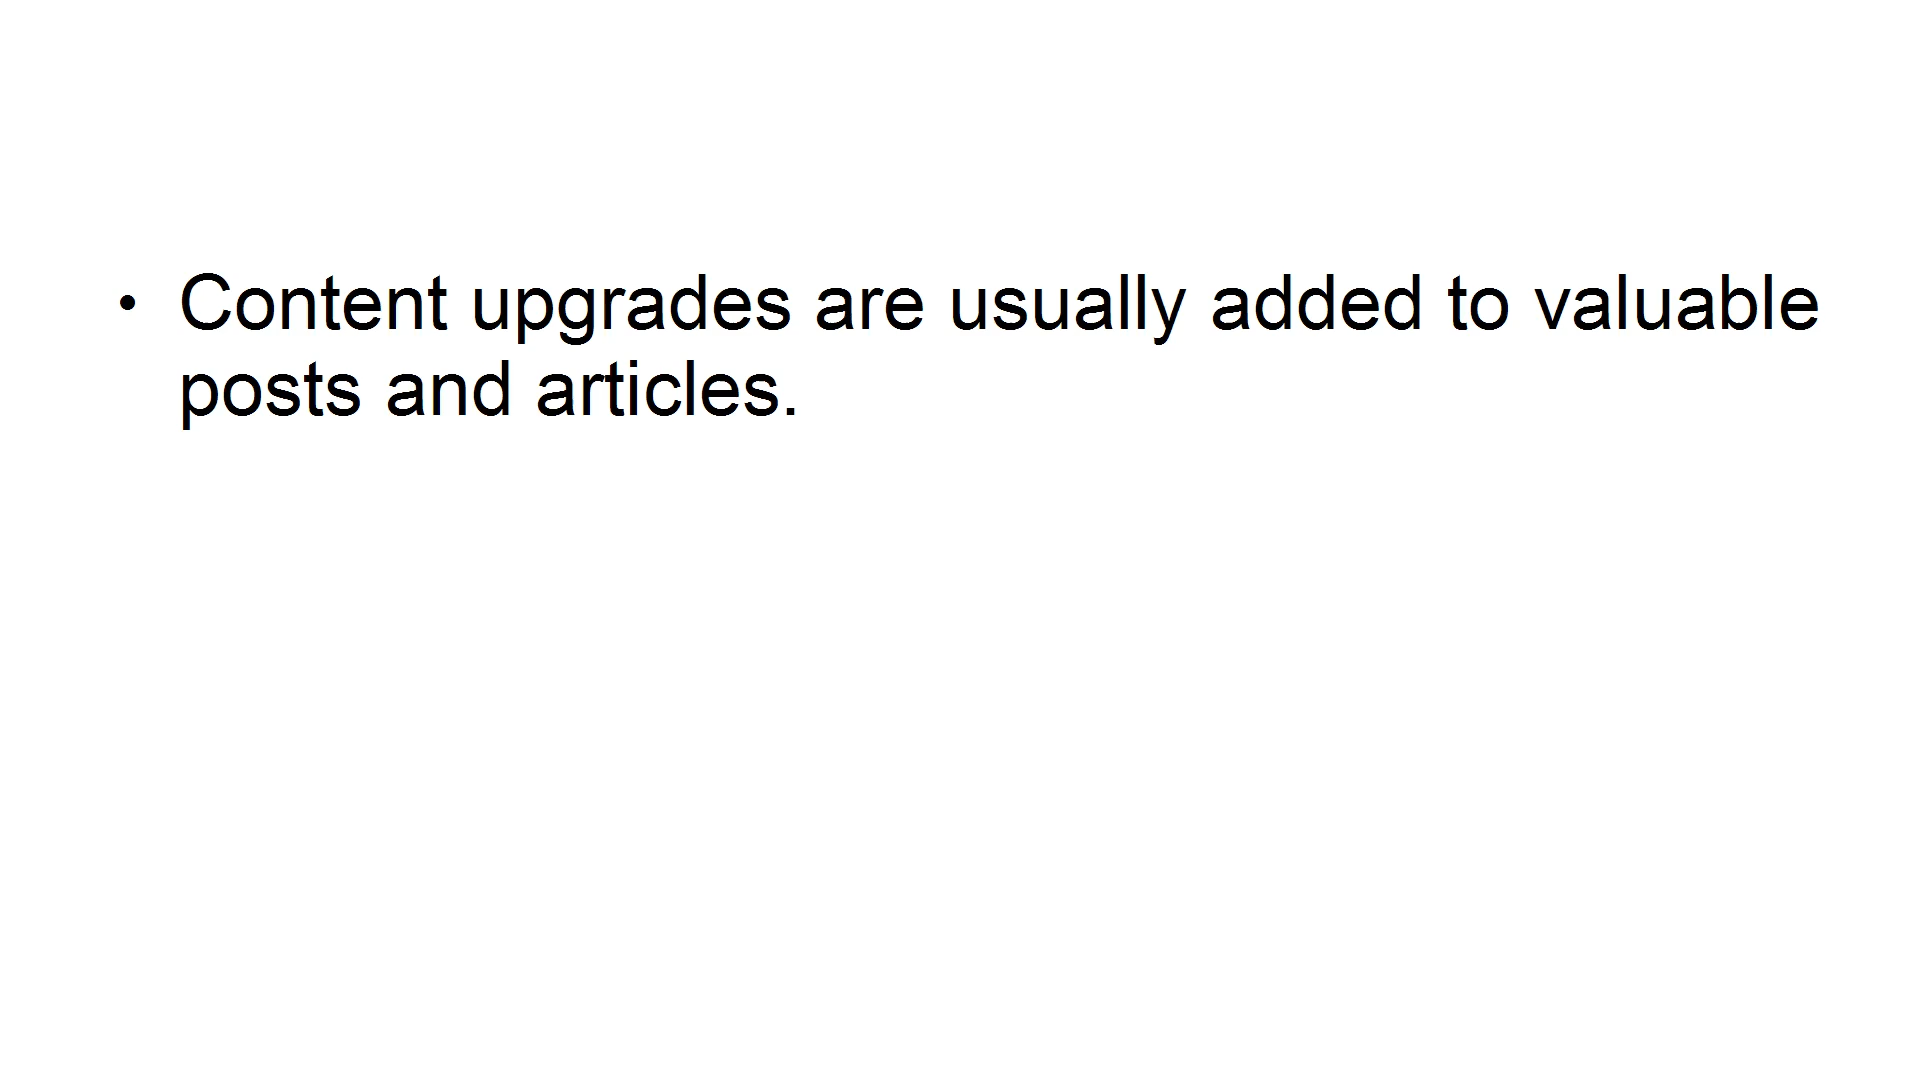 • Content upgrades are usually added to valuable
posts and articles.